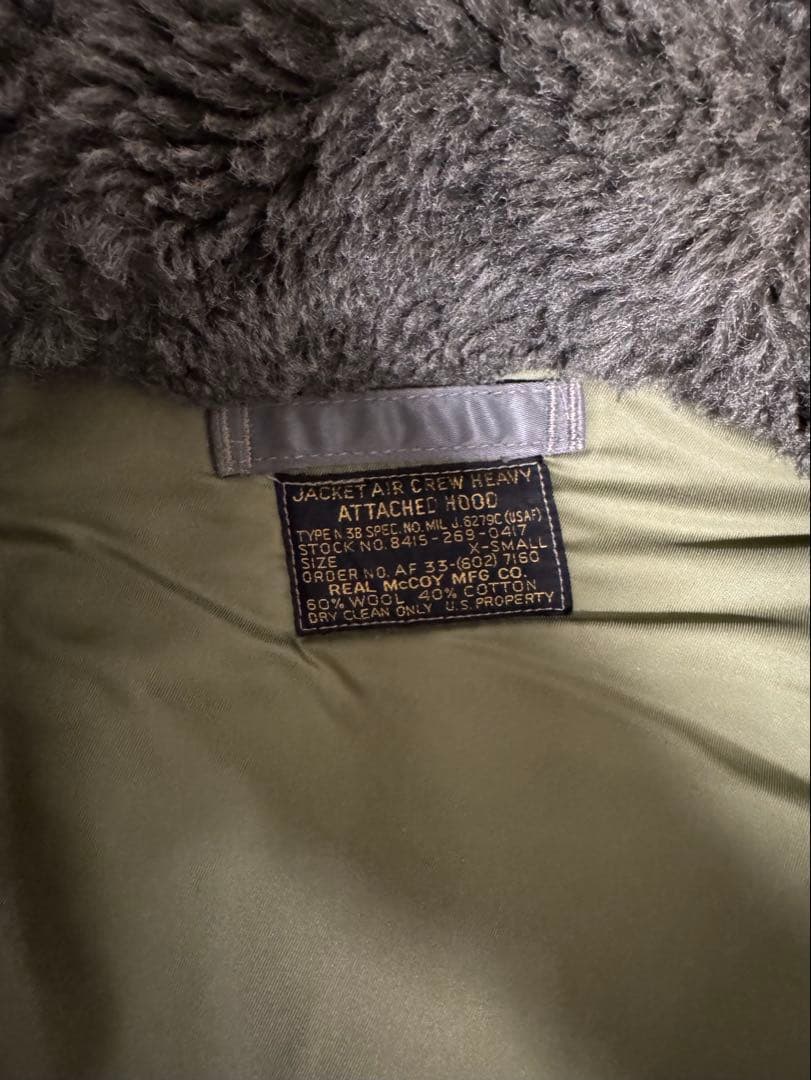 JACKET AIR CREW HEAVY
ATTACHED HOOD
TYPE N 3B SPEC. NO. MIL J. 6279C (USAF)
STOCK NO. 8415-269-0417
SIZE X-SMALL
ORDER NO. AF 33-(602) 7160
REAL McCOY MFG. CO.
60% WOOL 40% COTTON
DRY CLEAN ONLY U.S. PROPERTY